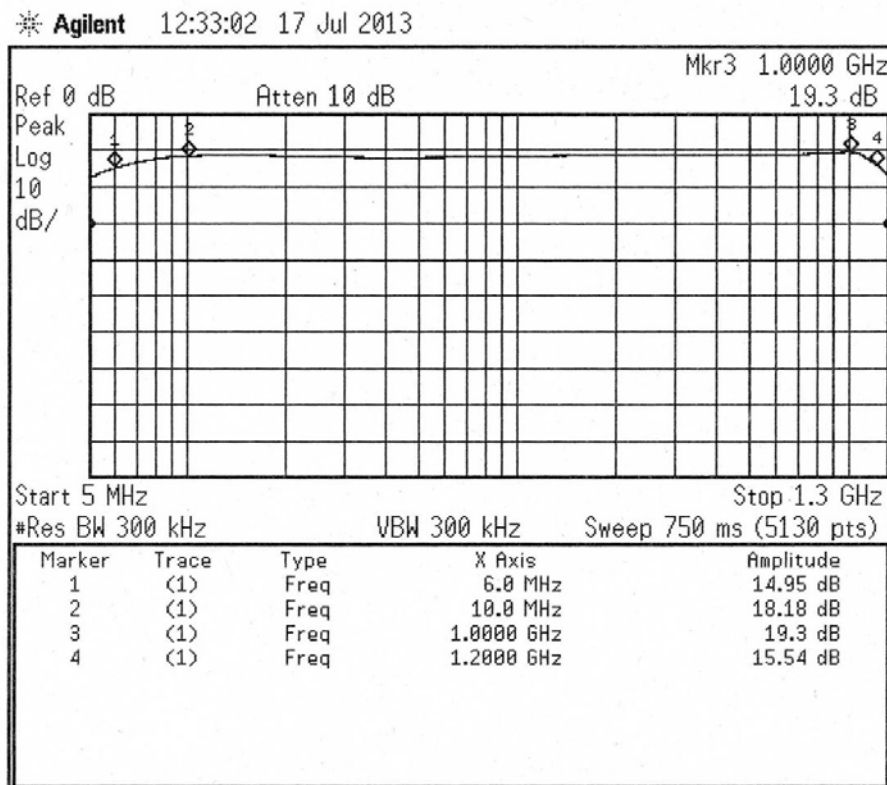 Agilent 12:33:02 17 Jul 2013
Mkr3 1.0000 GHz
Ref 0 dB Atten 10 dB 19.3 dB
Peak
Log
10
dB/
1
2
3
4
Start 5 MHz Stop 1.3 GHz
#Res BW 300 kHz VBW 300 kHz Sweep 750 ms (5130 pts)
Marker Trace Type X Axis Amplitude
1 (1) Freq 6.0 MHz 14.95 dB
2 (1) Freq 10.0 MHz 18.18 dB
3 (1) Freq 1.0000 GHz 19.3 dB
4 (1) Freq 1.2000 GHz 15.54 dB